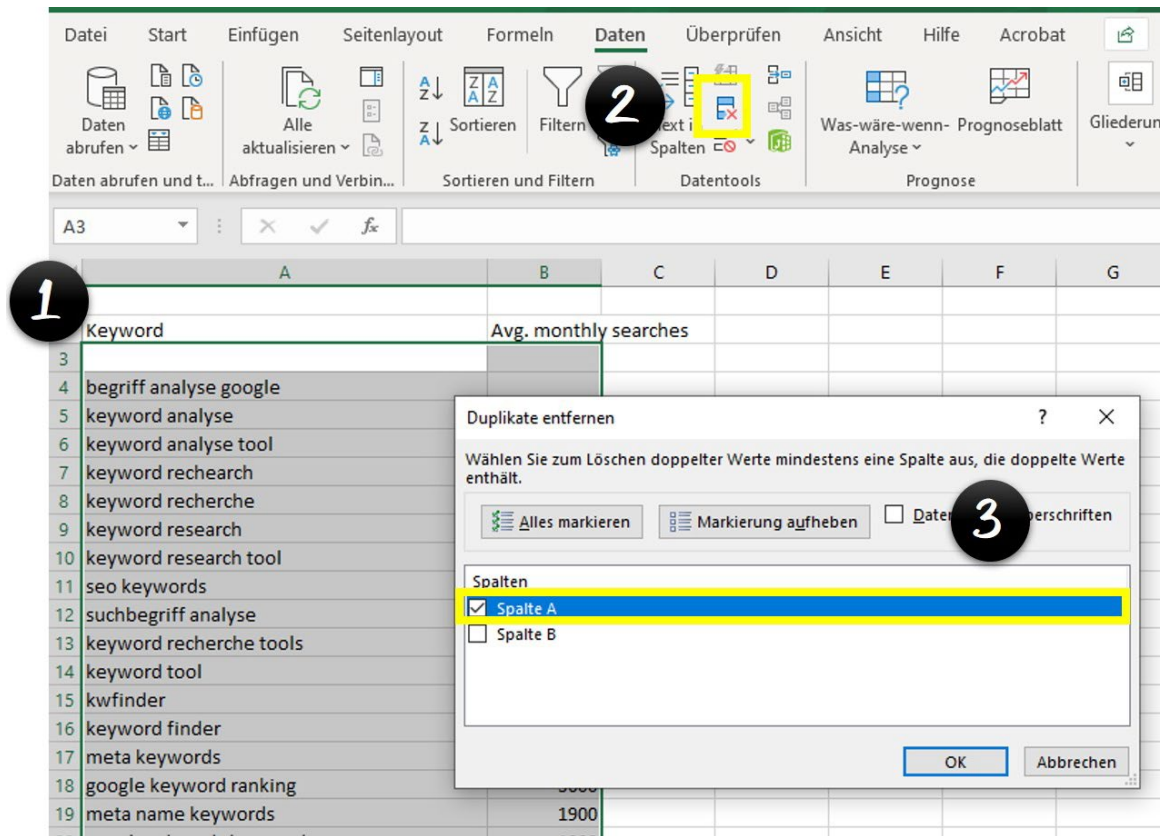 Datei Start Einfügen Seitenlayout Formeln Daten Überprüfen Ansicht Hilfe Acrobat
Daten abrufen
Alle aktualisieren
Sortieren
Filtern
2
Spalten
Was-wäre-wenn- Analyse
Prognoseblatt
Daten abrufen und t... Abfragen und Verbin... Sortieren und Filtern Datentools Prognose
A3 fx
A B C D E F G
1
Keyword Avg. monthly searches
3
4 begriff analyse google
5 keyword analyse
6 keyword analyse tool
7 keyword rechearch
8 keyword recherche
9 keyword research
10 keyword research tool
11 seo keywords
12 suchbegriff analyse
13 keyword recherche tools
14 keyword tool
15 kwfinder
16 keyword finder
17 meta keywords
18 google keyword ranking
19 meta name keywords 1900
Duplikate entfernen ?
Wählen Sie zum Löschen doppelter Werte mindestens eine Spalte aus, die doppelte Werte
enthält.
Alles markieren Markierung aufheben
3
Spalten
Spalte A
Spalte B
OK Abbrechen